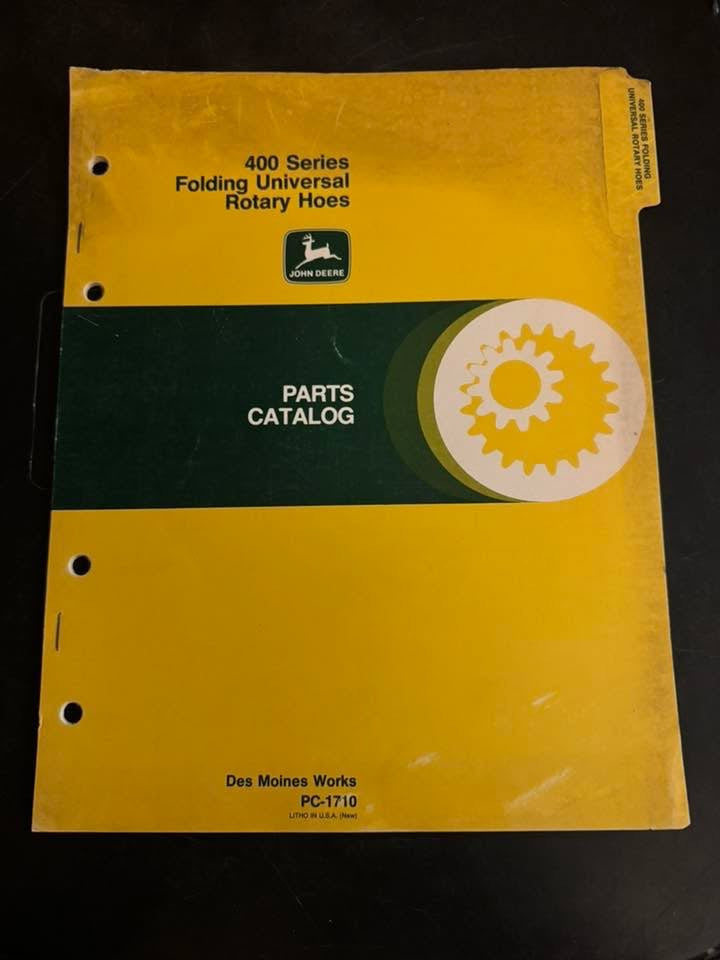 400 SERIES FOLDING
UNIVERSAL ROTARY HOES
400 Series
Folding Universal
Rotary Hoes
JOHN DEERE
PARTS
CATALOG
Des Moines Works
PC-1710
LITHO IN U.S.A. (New)